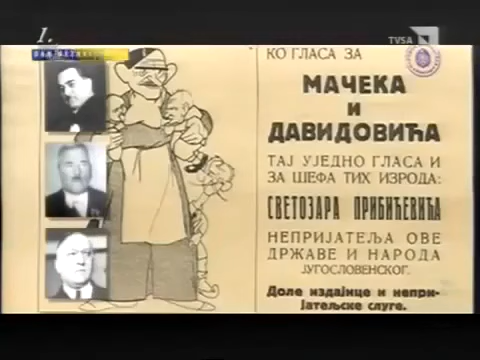 1.
TVSA
КО ГЛАСА ЗА
МАЧЕКА
И
ДАВИДОВИЋА
ТАЈ УЈЕДНО ГЛАСА И
ЗА ШЕФА ТИХ ИЗРОДА:
СВЕТОЗАРА ПРИБИЋЕВИЋА
НЕПРИЈАТЕЉА ОВЕ
ДРЖАВЕ И НАРОДА
ЈУГОСЛОВЕНСКОГ.
Доле издајице и непри-
јатељске слуге.